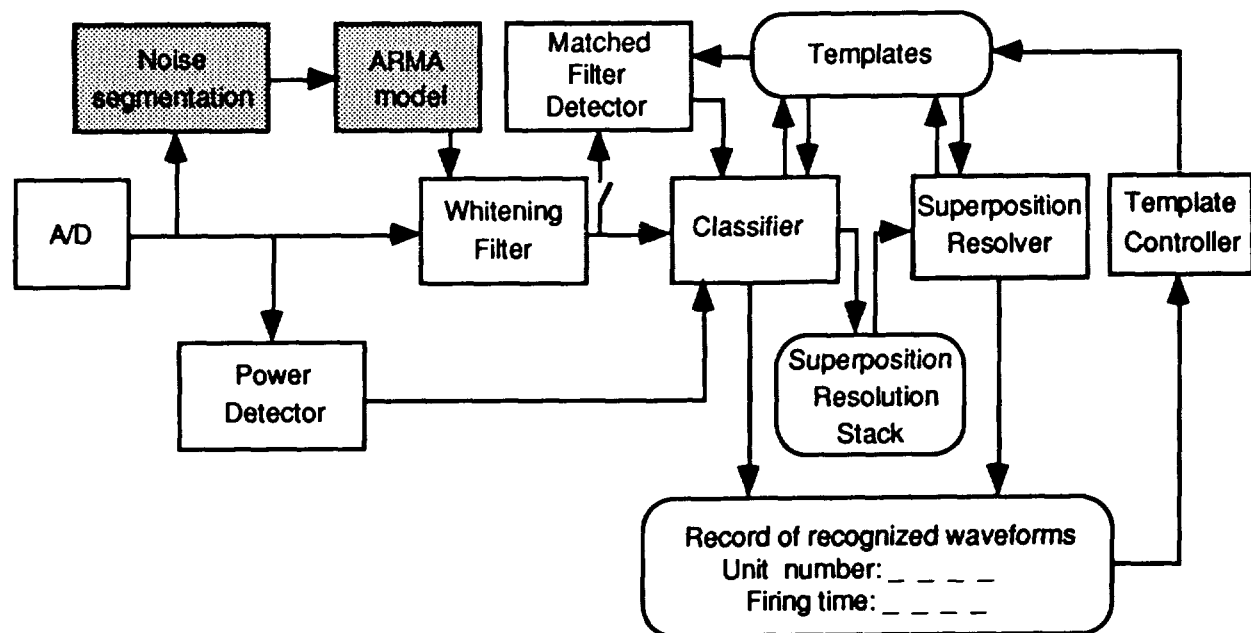 Noise
segmentation
ARMA
model
Matched
Filter
Detector
Templates
A/D
Whitening
Filter
Classifier
Superposition
Resolver
Template
Controller
Power
Detector
Superposition
Resolution
Stack
Record of recognized waveforms
Unit number: _ _ _ _
Firing time: _ _ _ _